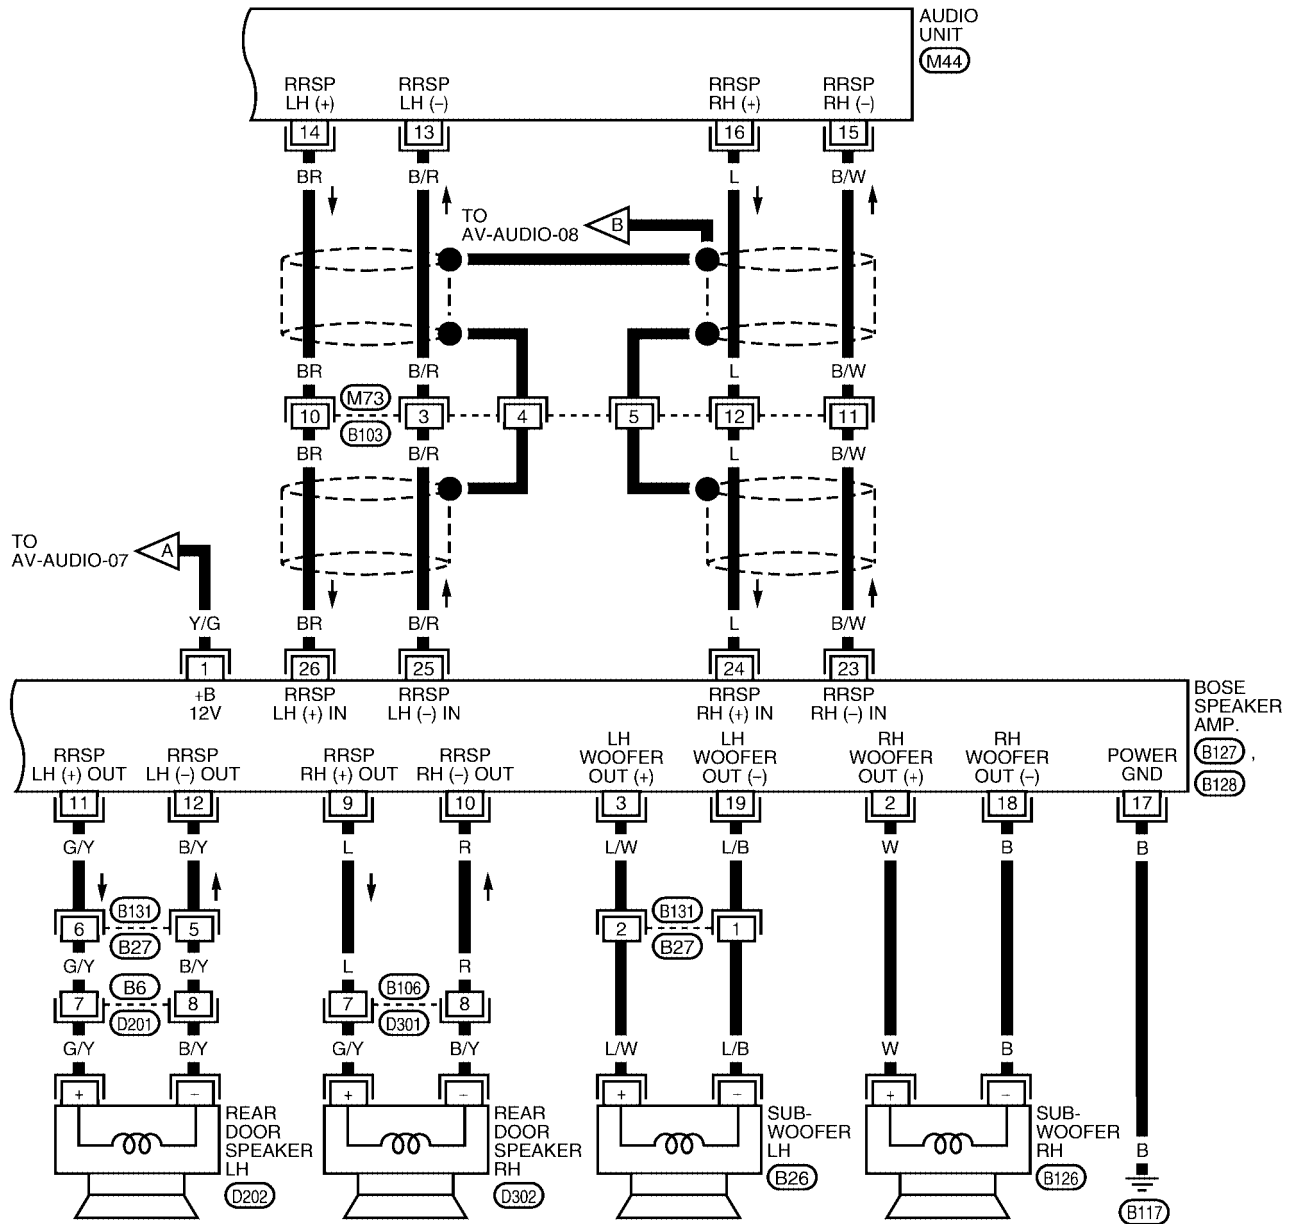 AUDIO
UNIT
M44
RRSP
LH (+)
RRSP
LH (–)
RRSP
RH (+)
RRSP
RH (–)
14
13
16
15
BR
B/R
L
B/W
TO
AV-AUDIO-08
B
BR
B/R
L
B/W
M73
10
3
4
5
12
11
B103
BR
B/R
L
B/W
TO
AV-AUDIO-07
A
Y/G
BR
B/R
L
B/W
1
26
25
24
23
+B
12V
RRSP
LH (+) IN
RRSP
LH (–) IN
RRSP
RH (+) IN
RRSP
RH (–) IN
BOSE
SPEAKER
AMP.
B127 ,
B128
RRSP
LH (+) OUT
RRSP
LH (–) OUT
RRSP
RH (+) OUT
RRSP
RH (–) OUT
LH
WOOFER
OUT (+)
LH
WOOFER
OUT (–)
RH
WOOFER
OUT (+)
RH
WOOFER
OUT (–)
POWER
GND
11
12
9
10
3
19
2
18
17
G/Y
B/Y
L
R
L/W
L/B
W
B
B
B131
6
5
B27
B131
2
1
B27
G/Y
B/Y
L
R
B6
7
8
D201
B106
7
8
D301
G/Y
B/Y
G/Y
B/Y
L/W
L/B
W
B
+
–
+
–
+
–
+
–
REAR
DOOR
SPEAKER
LH
D202
REAR
DOOR
SPEAKER
RH
D302
SUB-
WOOFER
LH
B26
SUB-
WOOFER
RH
B126
B
B117